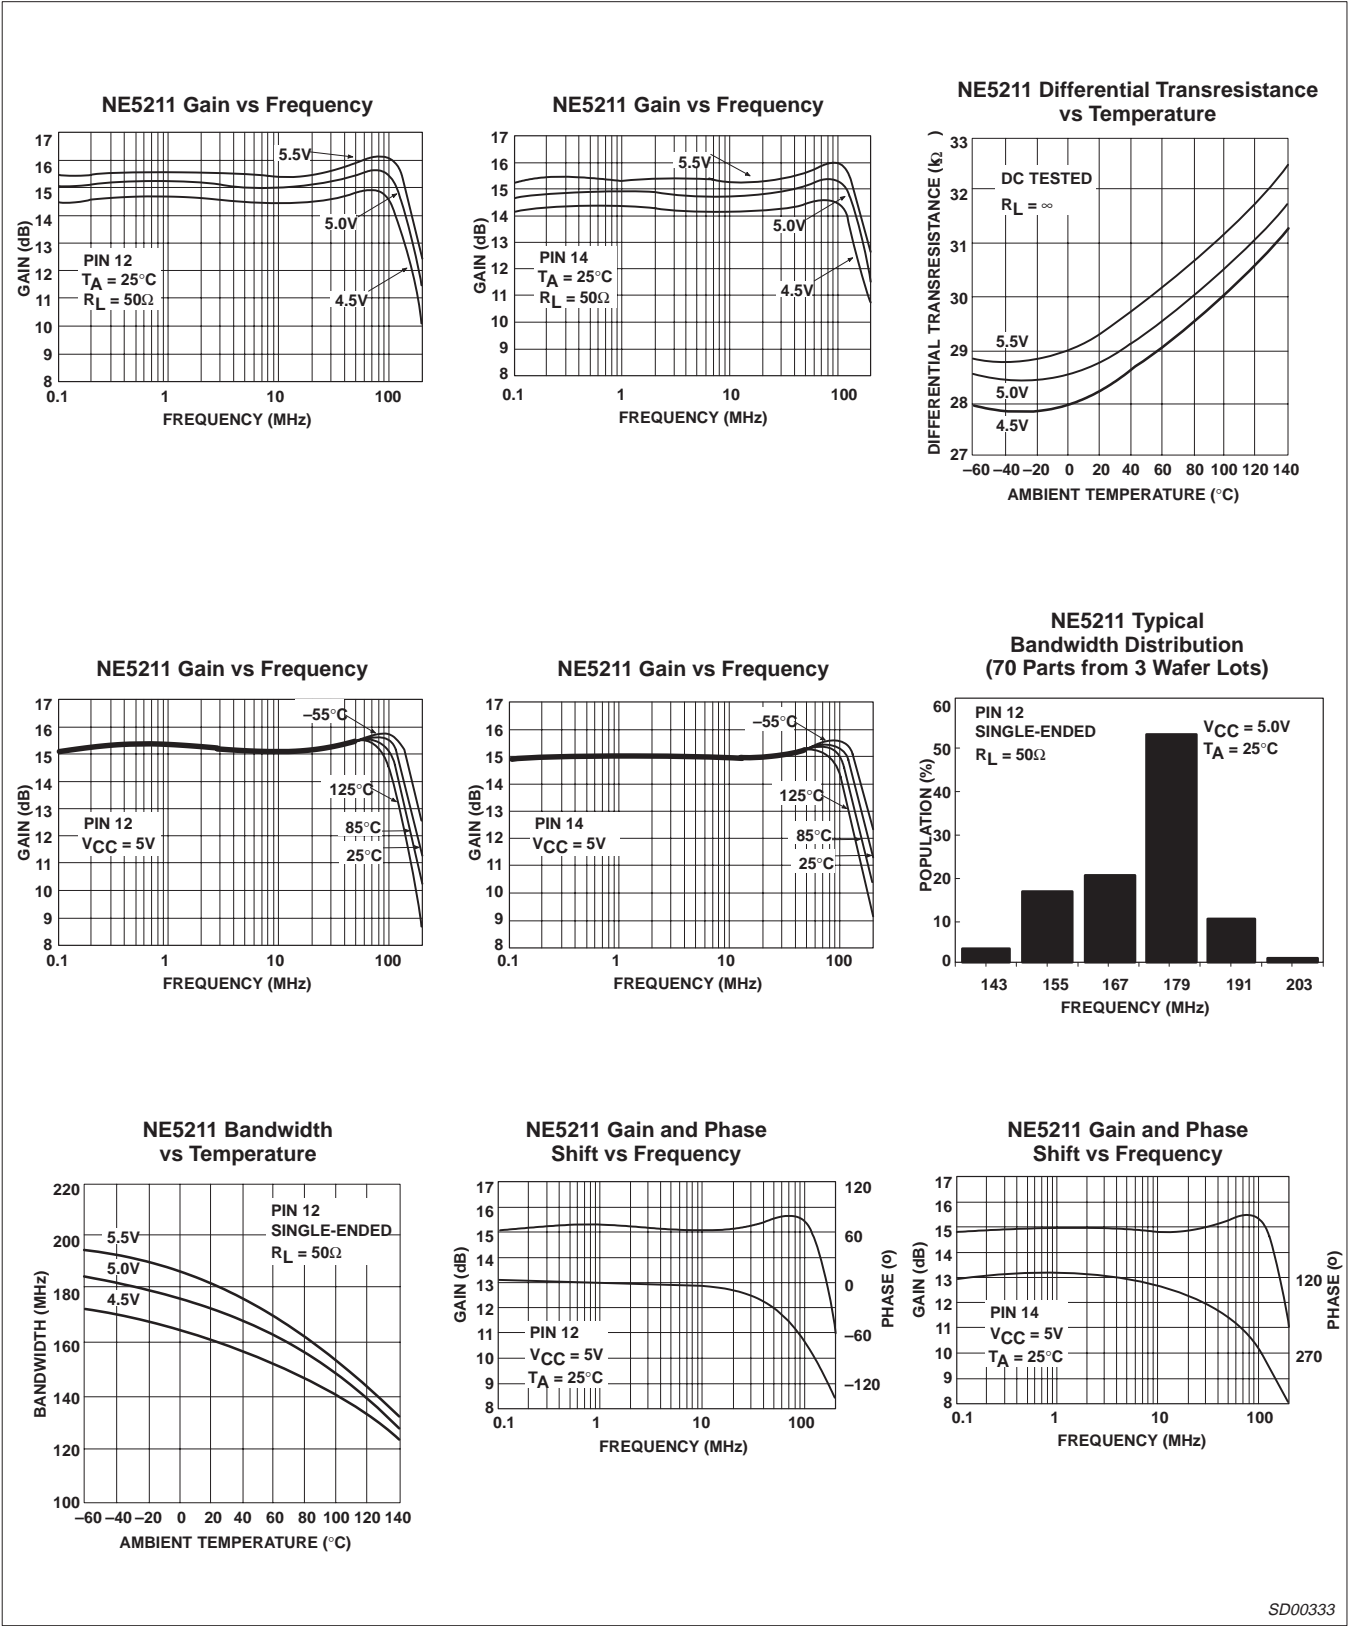 NE5211 Gain vs Frequency
17
16
15
14
13
12
11
10
9
8
GAIN (dB)
5.5V
5.0V
4.5V
PIN 12
TA = 25°C
RL = 50Ω
0.1 1 10 100
FREQUENCY (MHz)
NE5211 Gain vs Frequency
17
16
15
14
13
12
11
10
9
8
GAIN (dB)
5.5V
5.0V
4.5V
PIN 14
TA = 25°C
RL = 50Ω
0.1 1 10 100
FREQUENCY (MHz)
NE5211 Differential Transresistance
vs Temperature
33
32
31
30
29
28
27
DIFFERENTIAL TRANSRESISTANCE (kΩ )
DC TESTED
RL = ∞
5.5V
5.0V
4.5V
–60 –40 –20 0 20 40 60 80 100 120 140
AMBIENT TEMPERATURE (°C)
NE5211 Gain vs Frequency
17
16
15
14
13
12
11
10
9
8
GAIN (dB)
–55°C
125°C
85°C
25°C
PIN 12
VCC = 5V
0.1 1 10 100
FREQUENCY (MHz)
NE5211 Gain vs Frequency
17
16
15
14
13
12
11
10
9
8
GAIN (dB)
–55°C
125°C
85°C
25°C
PIN 14
VCC = 5V
0.1 1 10 100
FREQUENCY (MHz)
NE5211 Typical
Bandwidth Distribution
(70 Parts from 3 Wafer Lots)
60
50
40
30
20
10
0
POPULATION (%)
PIN 12
SINGLE-ENDED
RL = 50Ω
VCC = 5.0V
TA = 25°C
143 155 167 179 191 203
FREQUENCY (MHz)
NE5211 Bandwidth
vs Temperature
220
200
180
160
140
120
100
BANDWIDTH (MHz)
5.5V
5.0V
4.5V
PIN 12
SINGLE-ENDED
RL = 50Ω
–60 –40 –20 0 20 40 60 80 100 120 140
AMBIENT TEMPERATURE (°C)
NE5211 Gain and Phase
Shift vs Frequency
17
16
15
14
13
12
11
10
9
8
GAIN (dB)
PIN 12
VCC = 5V
TA = 25°C
120
60
0
–60
–120
PHASE (o)
0.1 1 10 100
FREQUENCY (MHz)
NE5211 Gain and Phase
Shift vs Frequency
17
16
15
14
13
12
11
10
9
8
GAIN (dB)
PIN 14
VCC = 5V
TA = 25°C
120
270
PHASE (o)
0.1 1 10 100
FREQUENCY (MHz)
SD00333